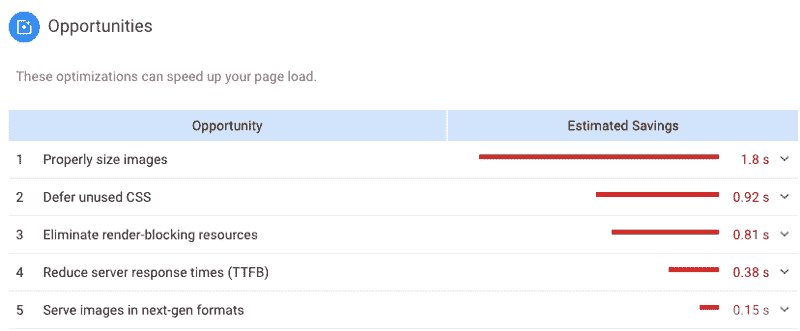 Opportunities
These optimizations can speed up your page load.
Opportunity Estimated Savings
1 Properly size images 1.8 s
2 Defer unused CSS 0.92 s
3 Eliminate render-blocking resources 0.81 s
4 Reduce server response times (TTFB) 0.38 s
5 Serve images in next-gen formats 0.15 s